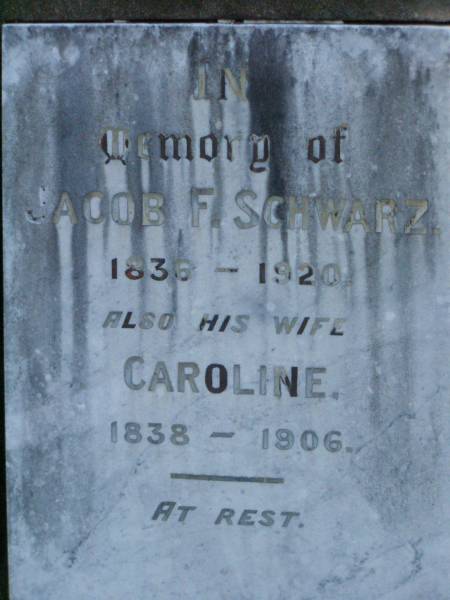 IN
Memory of
JACOB F. SCHWARZ.
1836 – 1920.
ALSO HIS WIFE
CAROLINE.
1838 – 1906.
AT REST.